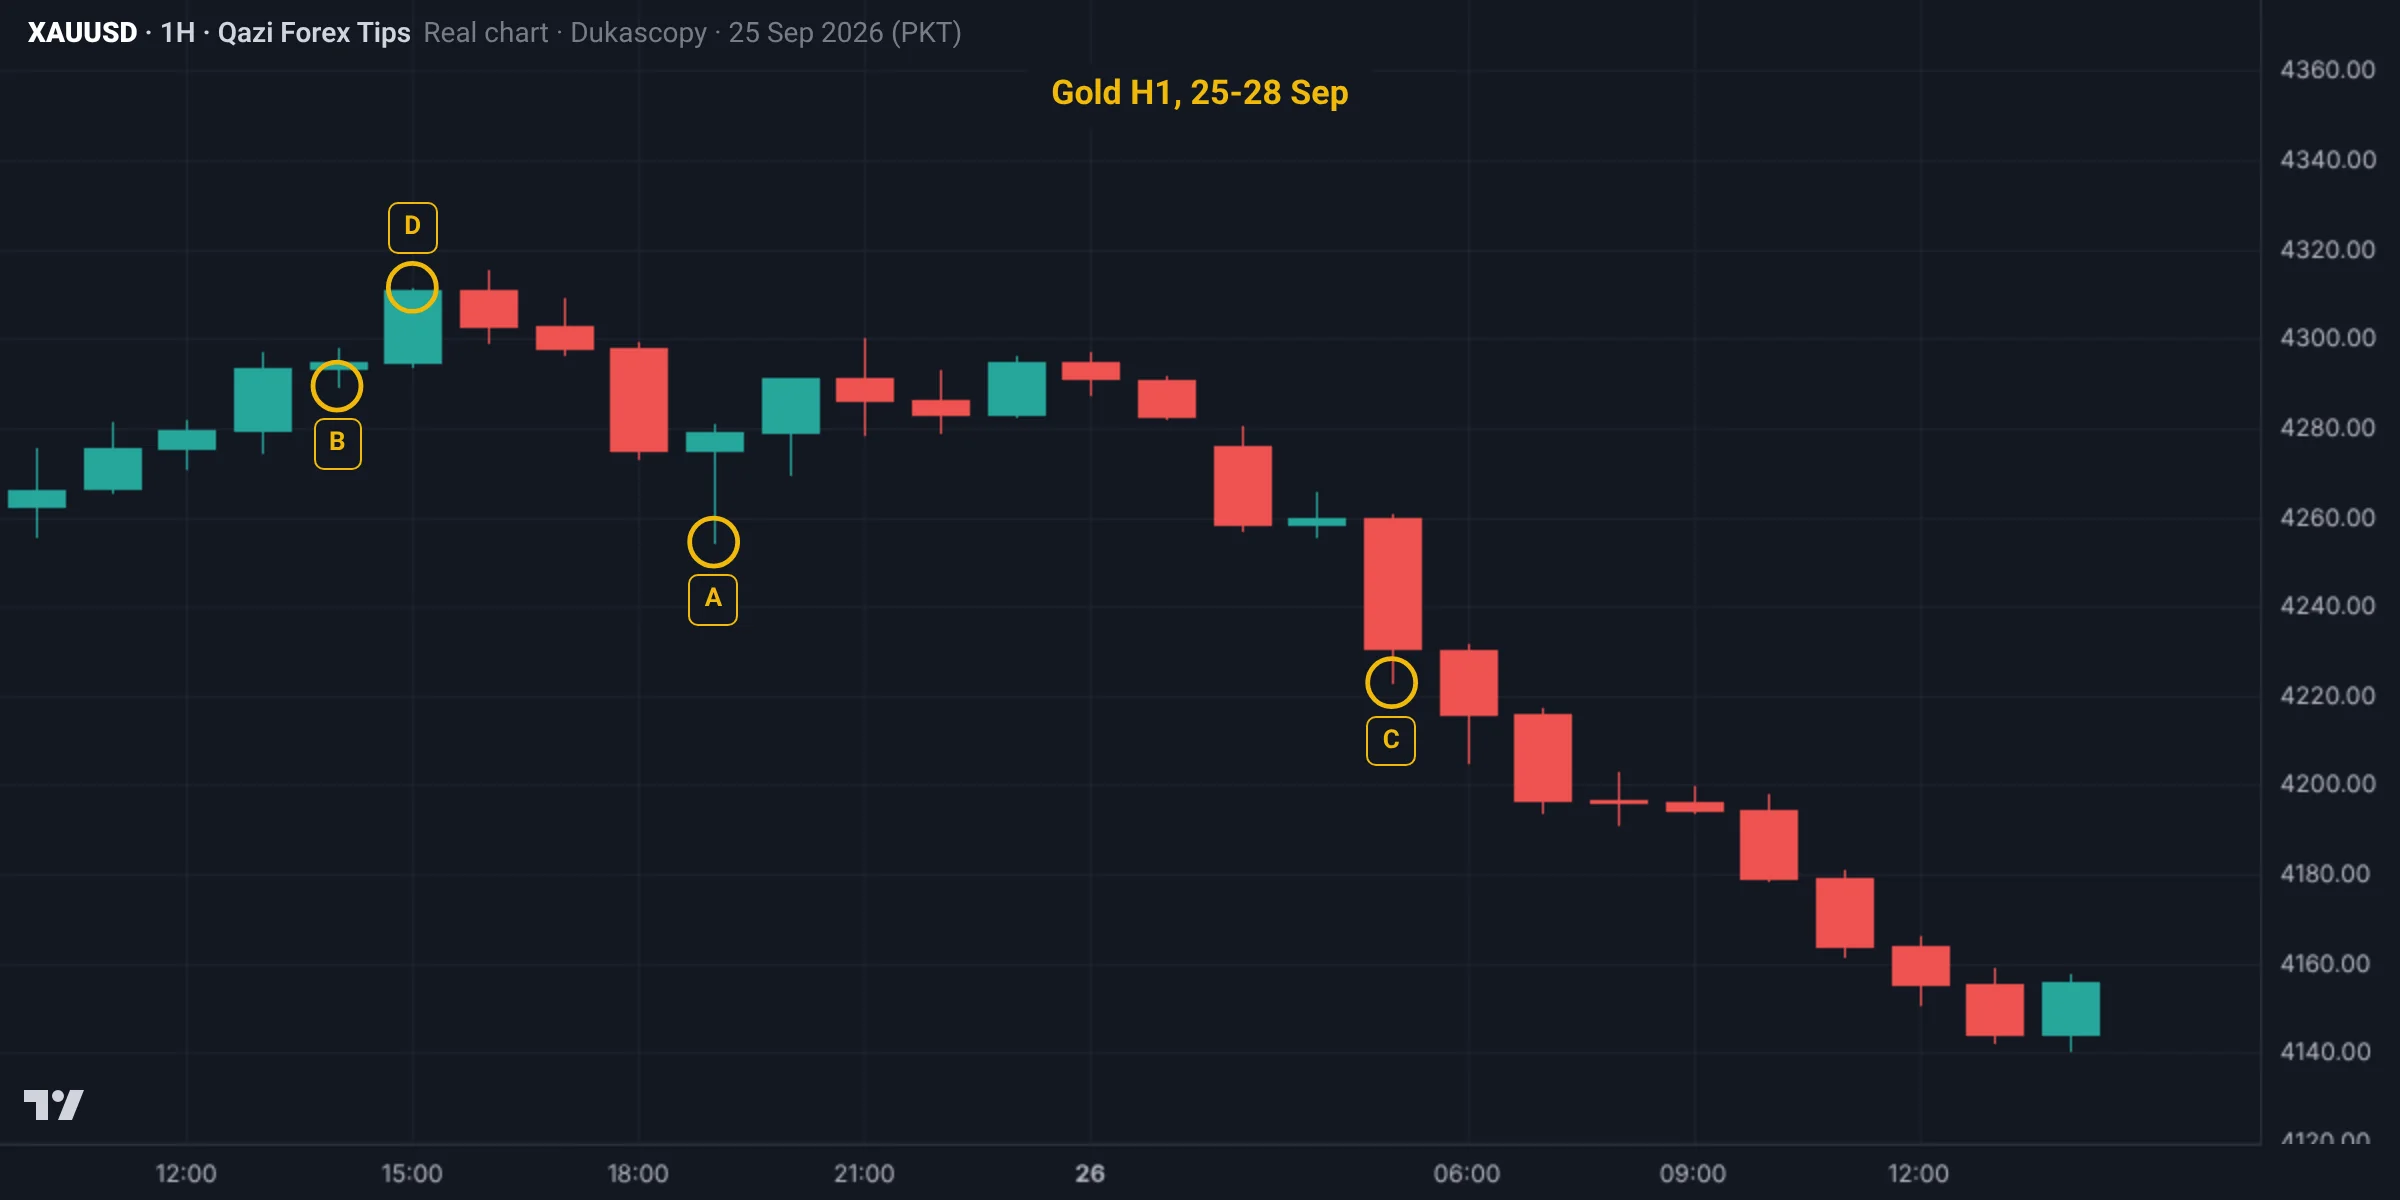 XAUUSD · 1H · Qazi Forex Tips Real chart · Dukascopy · 25 Sep 2026 (PKT)
Gold H1, 25-28 Sep
4360.00
4340.00
D
4320.00
4300.00
B
4280.00
4260.00
A
4240.00
4220.00
C
4200.00
4180.00
4160.00
4140.00
4120.00
12:00 15:00 18:00 21:00 26 06:00 09:00 12:00